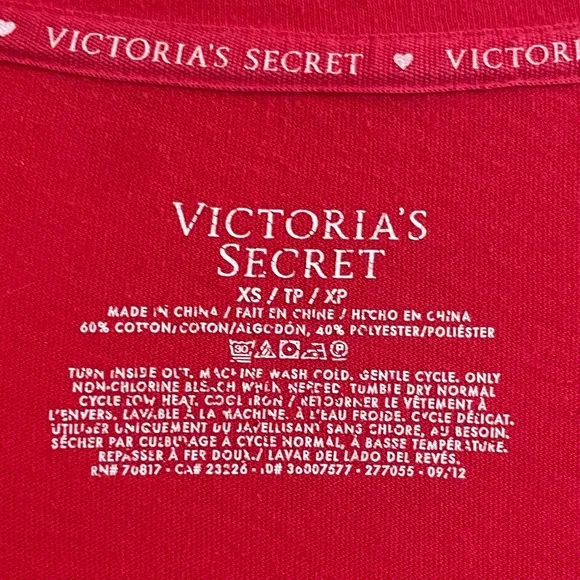 VICTORIA'S SECRET ♥ VICTORI
VICTORIA'S
SECRET
XS / TP / XP
MADE IN CHINA / FAIT EN CHINE / HECHO EN CHINA
60% COTTON/COTON/ALGODÓN, 40% POLYESTER/POLIÉSTER
30° P
TURN INSIDE OUT. MACHINE WASH COLD. GENTLE CYCLE. ONLY
NON-CHLORINE BLEACH WHEN NEEDED. TUMBLE DRY NORMAL
CYCLE LOW HEAT. COOL IRON / RETOURNER LE VÊTEMENT À
L'ENVERS. LAVABLE À LA MACHINE. À L'EAU FROIDE. CYCLE DÉLICAT.
UTILISER UNIQUEMENT DU JAVELLISANT SANS CHLORE, AU BESOIN.
SÉCHER PAR CULBUTAGE À CYCLE NORMAL, À BASSE TEMPÉRATURE.
REPASSER À FER DOUX./ LAVAR DEL LADO DEL REVÉS.
RN# 70817 - CA# 23226 - ID# 36007577 - 277055 - 09/12